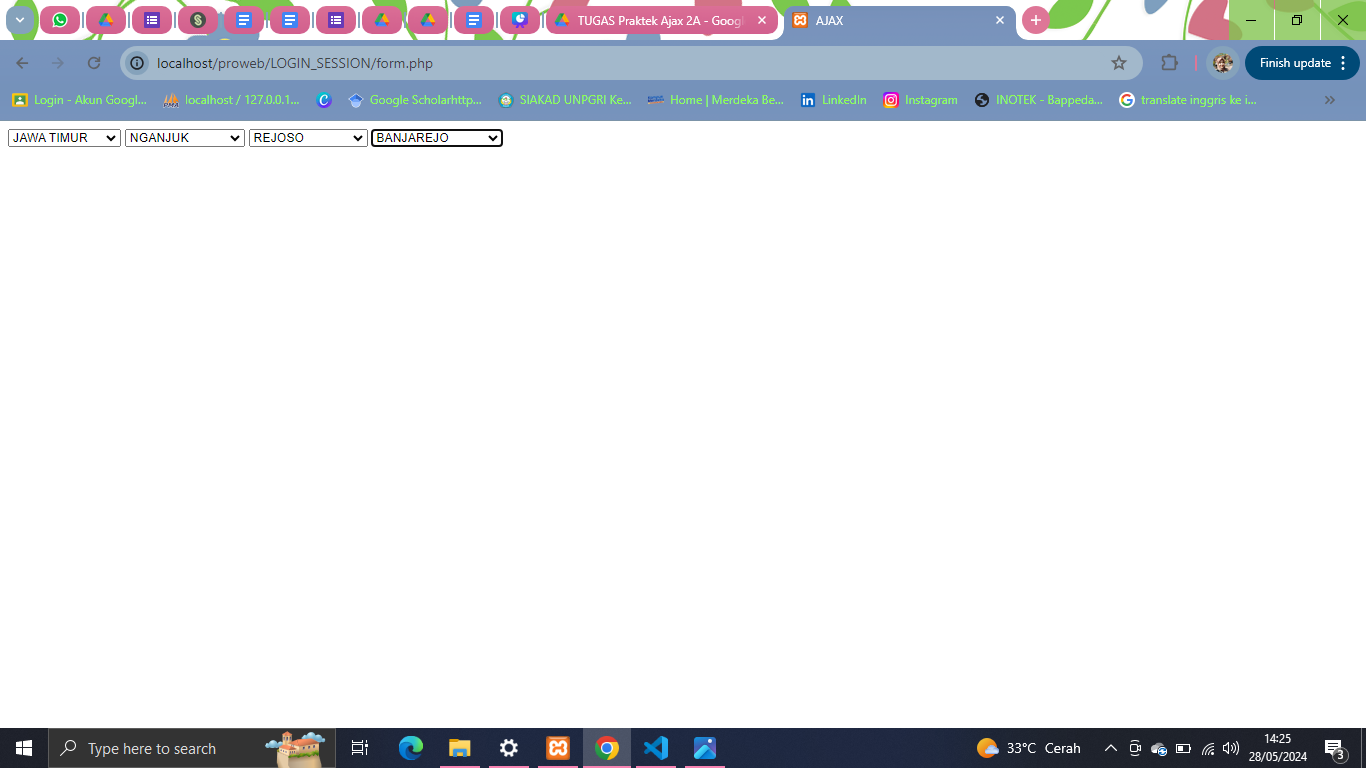 TUGAS Praktek Ajax 2A - Goog
AJAX
localhost/proweb/LOGIN_SESSION/form.php
Finish update
Login - Akun Googl...
localhost / 127.0.0.1...
Google Scholarhttp...
SIAKAD UNPGRI Ke...
Home | Merdeka Be...
LinkedIn
Instagram
INOTEK - Bappeda...
translate inggris ke i...
JAWA TIMUR NGANJUK REJOSO BANJAREJO
Type here to search
33°C Cerah
14:25
28/05/2024
3